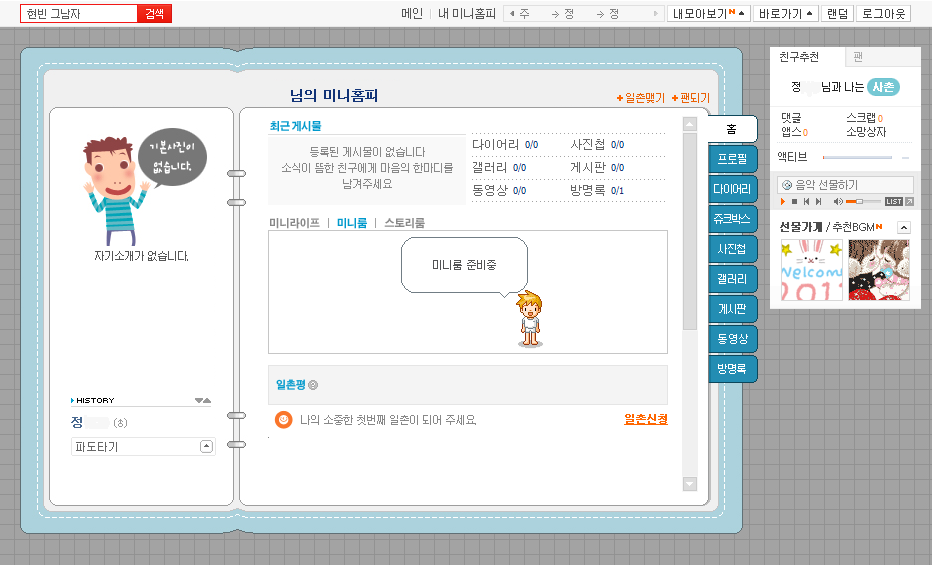 현빈 그남자 검색
메인 | 내 미니홈피
주 → 정 → 정
내모아보기N 바로가기 랜덤 로그아웃
님의 미니홈피
+일촌맺기 +팬되기
기본사진이
없습니다.
자기소개가 없습니다.
HISTORY
정 (♁)
파도타기
최근 게시물
등록된 게시물이 없습니다
소식이 뜸한 친구에게 마음의 한마디를
남겨주세요
다이어리 0/0 사진첩 0/0
갤러리 0/0 게시판 0/0
동영상 0/0 방명록 0/1
미니라이프 | 미니룸 | 스토리룸
미니룸 준비중
일촌평 ?
나의 소중한 첫번째 일촌이 되어 주세요.
일촌신청
홈
프로필
다이어리
쥬크박스
사진첩
갤러리
게시판
동영상
방명록
친구추천 팬
정 님과 나는 사촌
댓글 스크랩 0
앱스 0 소망상자
액티브 –
음악 선물하기
LIST
선물가게 / 추천BGM N
Welcom
2011